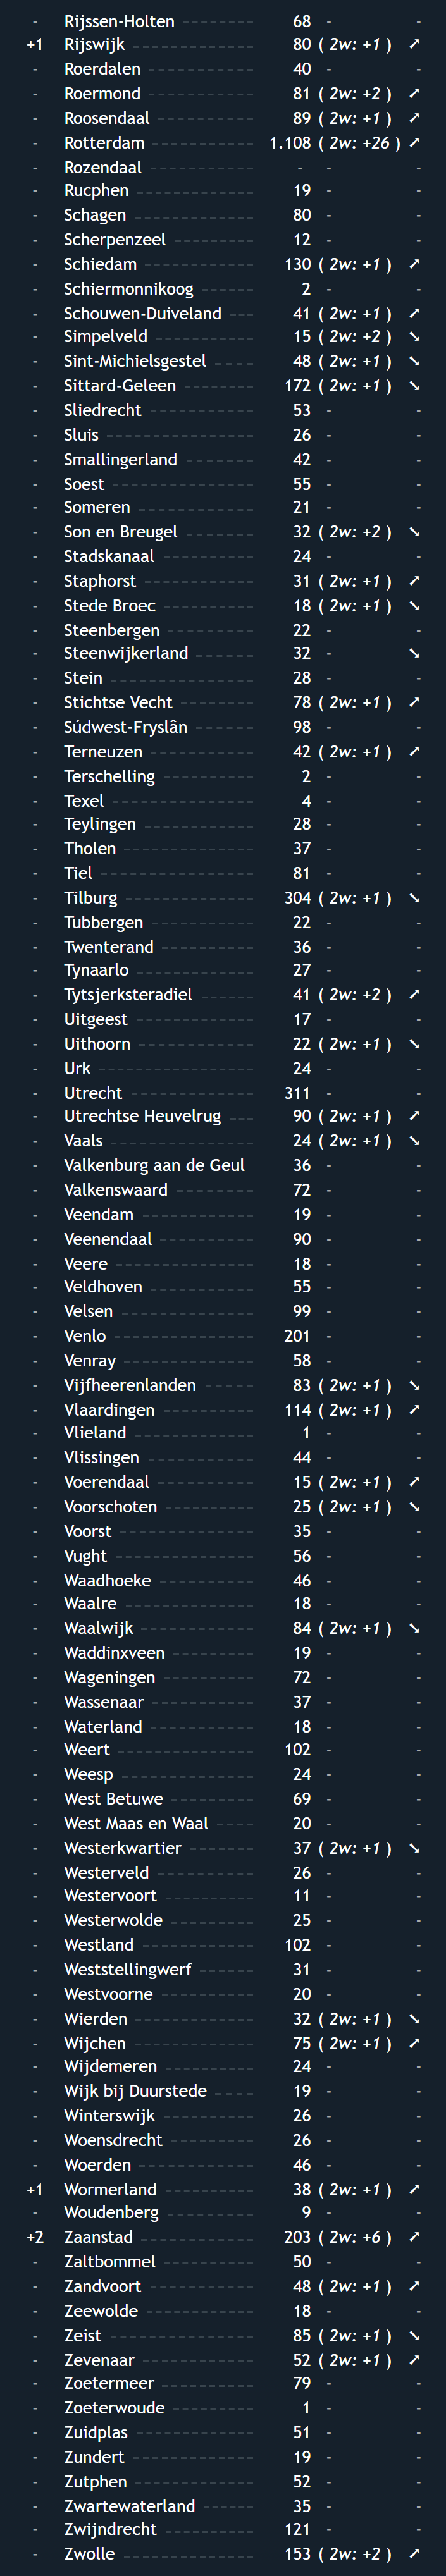 - Rijssen-Holten 68 - -
+1 Rijswijk 80 ( 2w: +1 ) ➚
- Roerdalen 40 - -
- Roermond 81 ( 2w: +2 ) ➚
- Roosendaal 89 ( 2w: +1 ) ➚
- Rotterdam 1.108 ( 2w: +26 ) ➚
- Rozendaal - - -
- Rucphen 19 - -
- Schagen 80 - -
- Scherpenzeel 12 - -
- Schiedam 130 ( 2w: +1 ) ➚
- Schiermonnikoog 2 - -
- Schouwen-Duiveland 41 ( 2w: +1 ) ➚
- Simpelveld 15 ( 2w: +2 ) ➘
- Sint-Michielsgestel 48 ( 2w: +1 ) ➘
- Sittard-Geleen 172 ( 2w: +1 ) ➘
- Sliedrecht 53 - -
- Sluis 26 - -
- Smallingerland 42 - -
- Soest 55 - -
- Someren 21 - -
- Son en Breugel 32 ( 2w: +2 ) ➘
- Stadskanaal 24 - -
- Staphorst 31 ( 2w: +1 ) ➚
- Stede Broec 18 ( 2w: +1 ) ➘
- Steenbergen 22 - -
- Steenwijkerland 32 - ➘
- Stein 28 - -
- Stichtse Vecht 78 ( 2w: +1 ) ➚
- Súdwest-Fryslân 98 - -
- Terneuzen 42 ( 2w: +1 ) ➚
- Terschelling 2 - -
- Texel 4 - -
- Teylingen 28 - -
- Tholen 37 - -
- Tiel 81 - -
- Tilburg 304 ( 2w: +1 ) ➘
- Tubbergen 22 - -
- Twenterand 36 - -
- Tynaarlo 27 - -
- Tytsjerksteradiel 41 ( 2w: +2 ) ➚
- Uitgeest 17 - -
- Uithoorn 22 ( 2w: +1 ) ➘
- Urk 24 - -
- Utrecht 311 - -
- Utrechtse Heuvelrug 90 ( 2w: +1 ) ➚
- Vaals 24 ( 2w: +1 ) ➘
- Valkenburg aan de Geul 36 - -
- Valkenswaard 72 - -
- Veendam 19 - -
- Veenendaal 90 - -
- Veere 18 - -
- Veldhoven 55 - -
- Velsen 99 - -
- Venlo 201 - -
- Venray 58 - -
- Vijfheerenlanden 83 ( 2w: +1 ) ➘
- Vlaardingen 114 ( 2w: +1 ) ➚
- Vlieland 1 - -
- Vlissingen 44 - -
- Voerendaal 15 ( 2w: +1 ) ➚
- Voorschoten 25 ( 2w: +1 ) ➘
- Voorst 35 - -
- Vught 56 - -
- Waadhoeke 46 - -
- Waalre 18 - -
- Waalwijk 84 ( 2w: +1 ) ➘
- Waddinxveen 19 - -
- Wageningen 72 - -
- Wassenaar 37 - -
- Waterland 18 - -
- Weert 102 - -
- Weesp 24 - -
- West Betuwe 69 - -
- West Maas en Waal 20 - -
- Westerkwartier 37 ( 2w: +1 ) ➘
- Westerveld 26 - -
- Westervoort 11 - -
- Westerwolde 25 - -
- Westland 102 - -
- Weststellingwerf 31 - -
- Westvoorne 20 - -
- Wierden 32 ( 2w: +1 ) ➘
- Wijchen 75 ( 2w: +1 ) ➚
- Wijdemeren 24 - -
- Wijk bij Duurstede 19 - -
- Winterswijk 26 - -
- Woensdrecht 26 - -
- Woerden 46 - -
+1 Wormerland 38 ( 2w: +1 ) ➚
- Woudenberg 9 - -
+2 Zaanstad 203 ( 2w: +6 ) ➚
- Zaltbommel 50 - -
- Zandvoort 48 ( 2w: +1 ) ➚
- Zeewolde 18 - -
- Zeist 85 ( 2w: +1 ) ➘
- Zevenaar 52 ( 2w: +1 ) ➚
- Zoetermeer 79 - -
- Zoeterwoude 1 - -
- Zuidplas 51 - -
- Zundert 19 - -
- Zutphen 52 - -
- Zwartewaterland 35 - -
- Zwijndrecht 121 - -
- Zwolle 153 ( 2w: +2 ) ➚